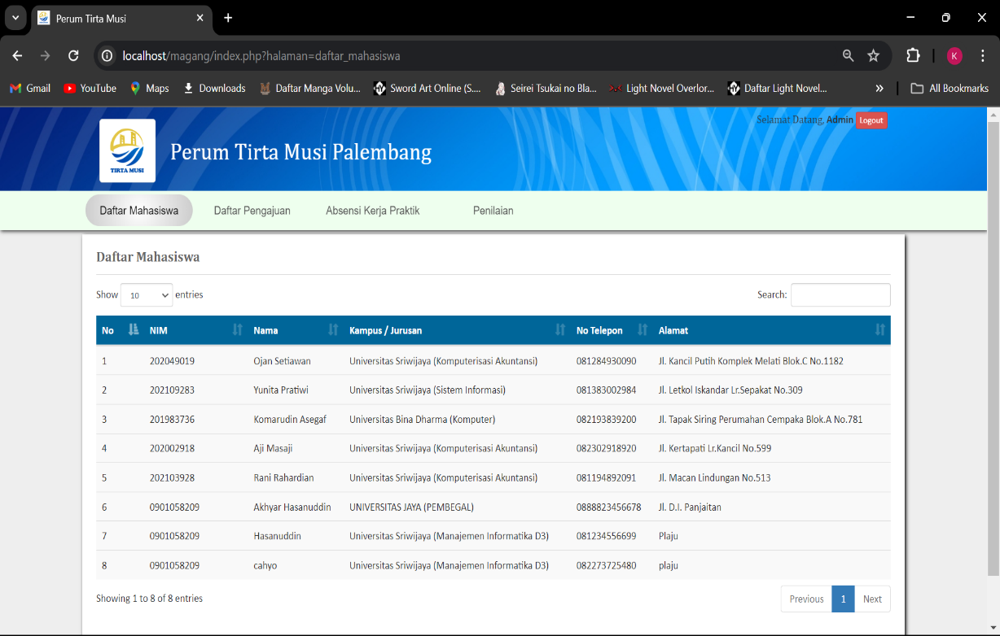 Perum Tirta Musi
localhost/magang/index.php?halaman=daftar_mahasiswa
K
Gmail YouTube Maps Downloads Daftar Manga Volu... Sword Art Online (S.... Seirei Tsukai no Bla... Light Novel Overlor... Daftar Light Novel... All Bookmarks
Selamat Datang, Admin Logout
TIRTA MUSI
Perum Tirta Musi Palembang
Daftar Mahasiswa Daftar Pengajuan Absensi Kerja Praktik Penilaian
Daftar Mahasiswa
Show 10 entries Search:
No NIM Nama Kampus / Jurusan No Telepon Alamat
1 202049019 Ojan Setiawan Universitas Sriwijaya (Komputerisasi Akuntansi) 081284930090 Jl. Kancil Putih Komplek Melati Blok.C No.1182
2 202109283 Yunita Pratiwi Universitas Sriwijaya (Sistem Informasi) 081383002984 Jl. Letkol Iskandar Lr.Sepakat No.309
3 201983736 Komarudin Asegaf Universitas Bina Dharma (Komputer) 082193839200 Jl. Tapak Siring Perumahan Cempaka Blok.A No.781
4 202002918 Aji Masaji Universitas Sriwijaya (Komputerisasi Akuntansi) 082302918920 Jl. Kertapati Lr.Kancil No.599
5 202103928 Rani Rahardian Universitas Sriwijaya (Komputerisasi Akuntansi) 081194892091 Jl. Macan Lindungan No.513
6 0901058209 Akhyar Hasanuddin UNIVERSITAS JAYA (PEMBEGAL) 0888823456678 Jl. D.I. Panjaitan
7 0901058209 Hasanuddin Universitas Sriwijaya (Manajemen Informatika D3) 081234556699 Plaju
8 0901058209 cahyo Universitas Sriwijaya (Manajemen Informatika D3) 082273725480 plaju
Showing 1 to 8 of 8 entries Previous 1 Next